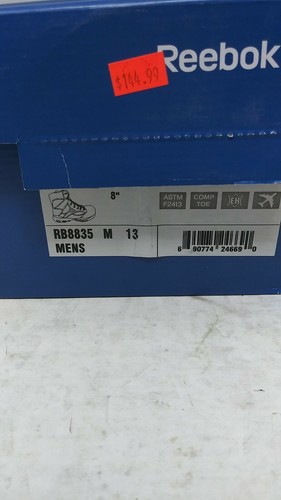 Reebok
$144.99
8"
ASTM F2413
COMP TOE
EH
RB8835 M 13
MENS
6 90774 24669 0